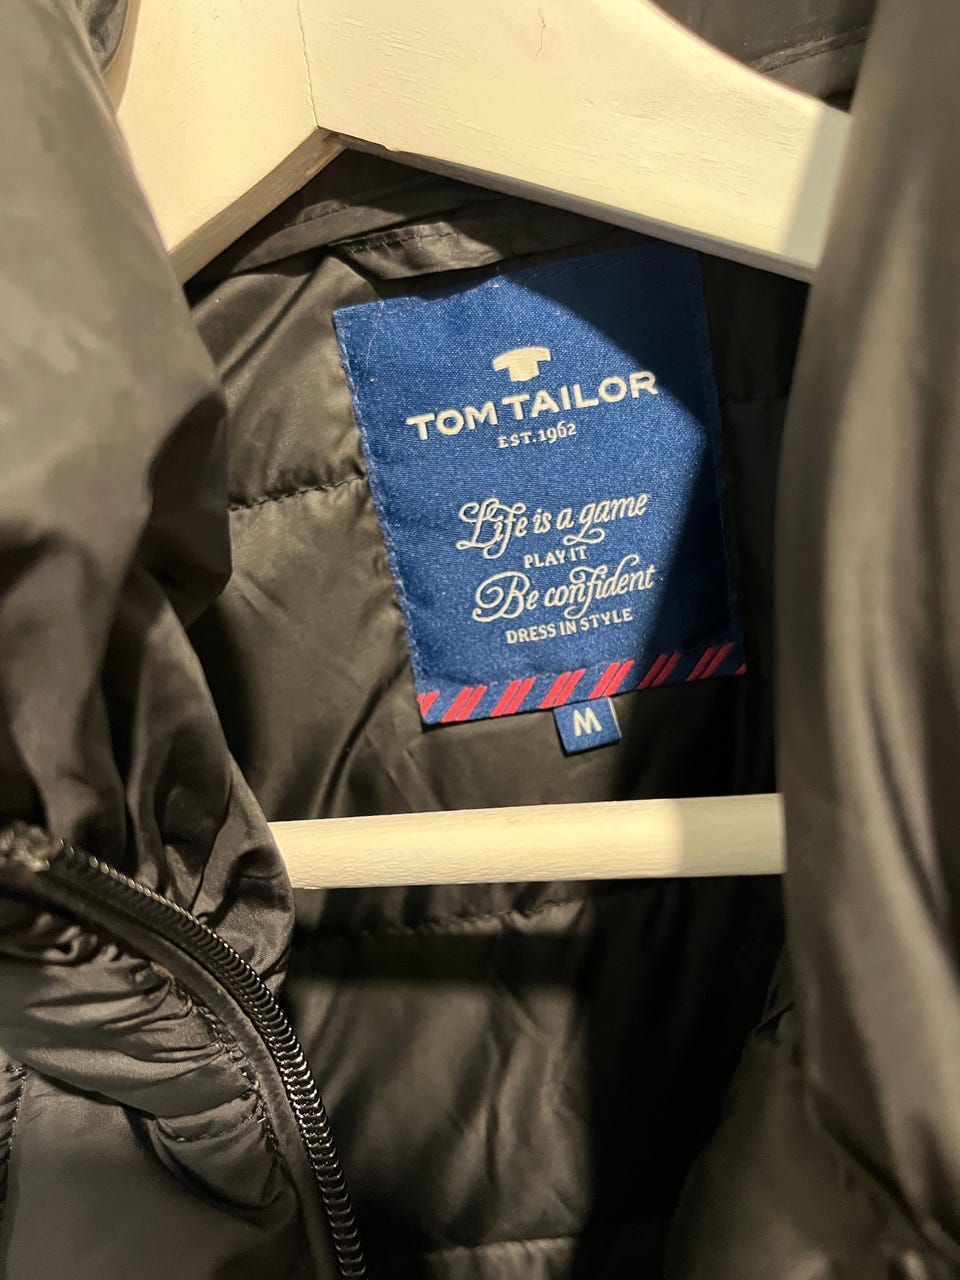 TOM TAILOR
EST. 1962
Life is a game
PLAY IT
Be confident
DRESS IN STYLE
M